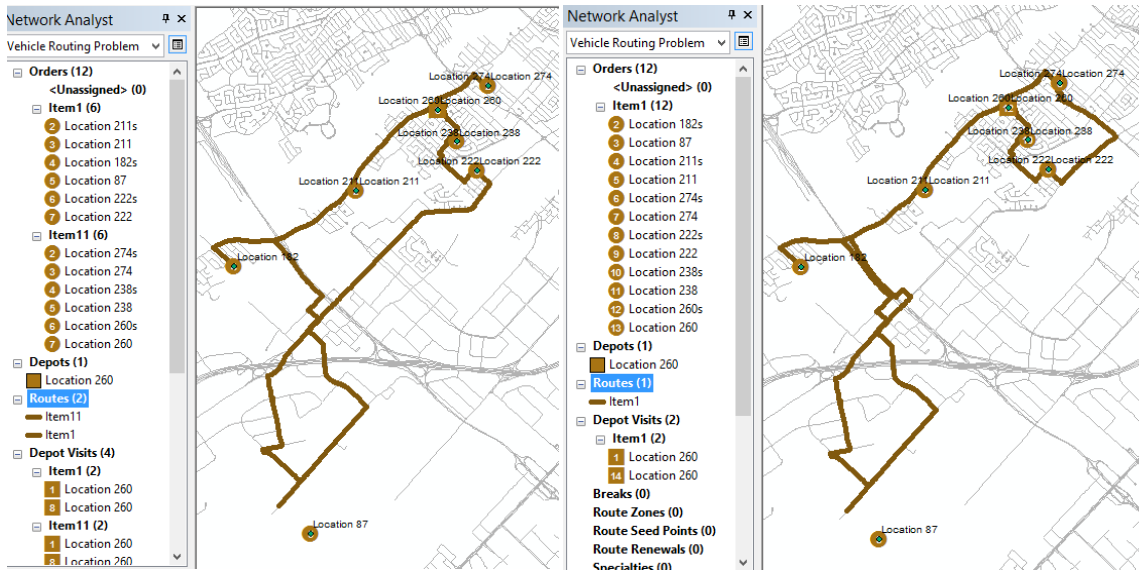 Network Analyst
Vehicle Routing Problem
Orders (12)
<Unassigned> (0)
Item1 (6)
2 Location 211s
3 Location 211
4 Location 182s
5 Location 87
6 Location 222s
7 Location 222
Item11 (6)
2 Location 274s
3 Location 274
4 Location 238s
5 Location 238
6 Location 260s
7 Location 260
Depots (1)
Location 260
Routes (2)
Item11
Item1
Depot Visits (4)
Item1 (2)
1 Location 260
8 Location 260
Item11 (2)
1 Location 260
8 Location 260
Location 274Location 274
Location 260Location 260
Location 238Location 238
Location 222Location 222
Location 211Location 211
Location 182
Location 87
Network Analyst
Vehicle Routing Problem
Orders (12)
<Unassigned> (0)
Item1 (12)
2 Location 182s
3 Location 87
4 Location 211s
5 Location 211
6 Location 274s
7 Location 274
8 Location 222s
9 Location 222
10 Location 238s
11 Location 238
12 Location 260s
13 Location 260
Depots (1)
Location 260
Routes (1)
Item1
Depot Visits (2)
Item1 (2)
1 Location 260
14 Location 260
Breaks (0)
Route Zones (0)
Route Seed Points (0)
Route Renewals (0)
Specialties (0)
Location 274Location 274
Location 260Location 260
Location 238Location 238
Location 222Location 222
Location 211Location 211
Location 182
Location 87